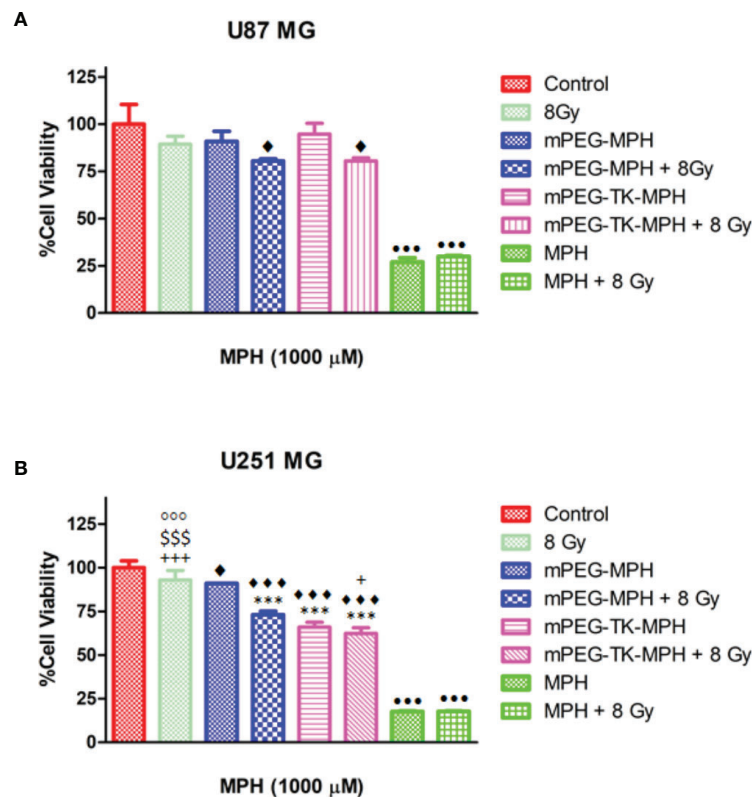 A
U87 MG
125
100
75
50
25
0
%Cell Viability
♦
♦
•••
•••
MPH (1000 μM)
Control
8Gy
mPEG-MPH
mPEG-MPH + 8Gy
mPEG-TK-MPH
mPEG-TK-MPH + 8 Gy
MPH
MPH + 8 Gy
B
U251 MG
125
100
75
50
25
0
%Cell Viability
°°°
$$$
+++
♦
♦♦♦
***
♦♦♦
***
+
♦♦♦
***
•••
•••
MPH (1000 μM)
Control
8 Gy
mPEG-MPH
mPEG-MPH + 8 Gy
mPEG-TK-MPH
mPEG-TK-MPH + 8 Gy
MPH
MPH + 8 Gy